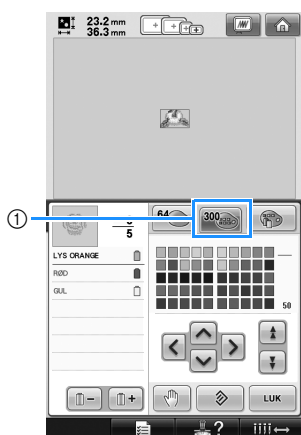 23.2 mm
36.3 mm
①
64
300
5
LYS ORANGE
RØD
GUL
50
LUK
?